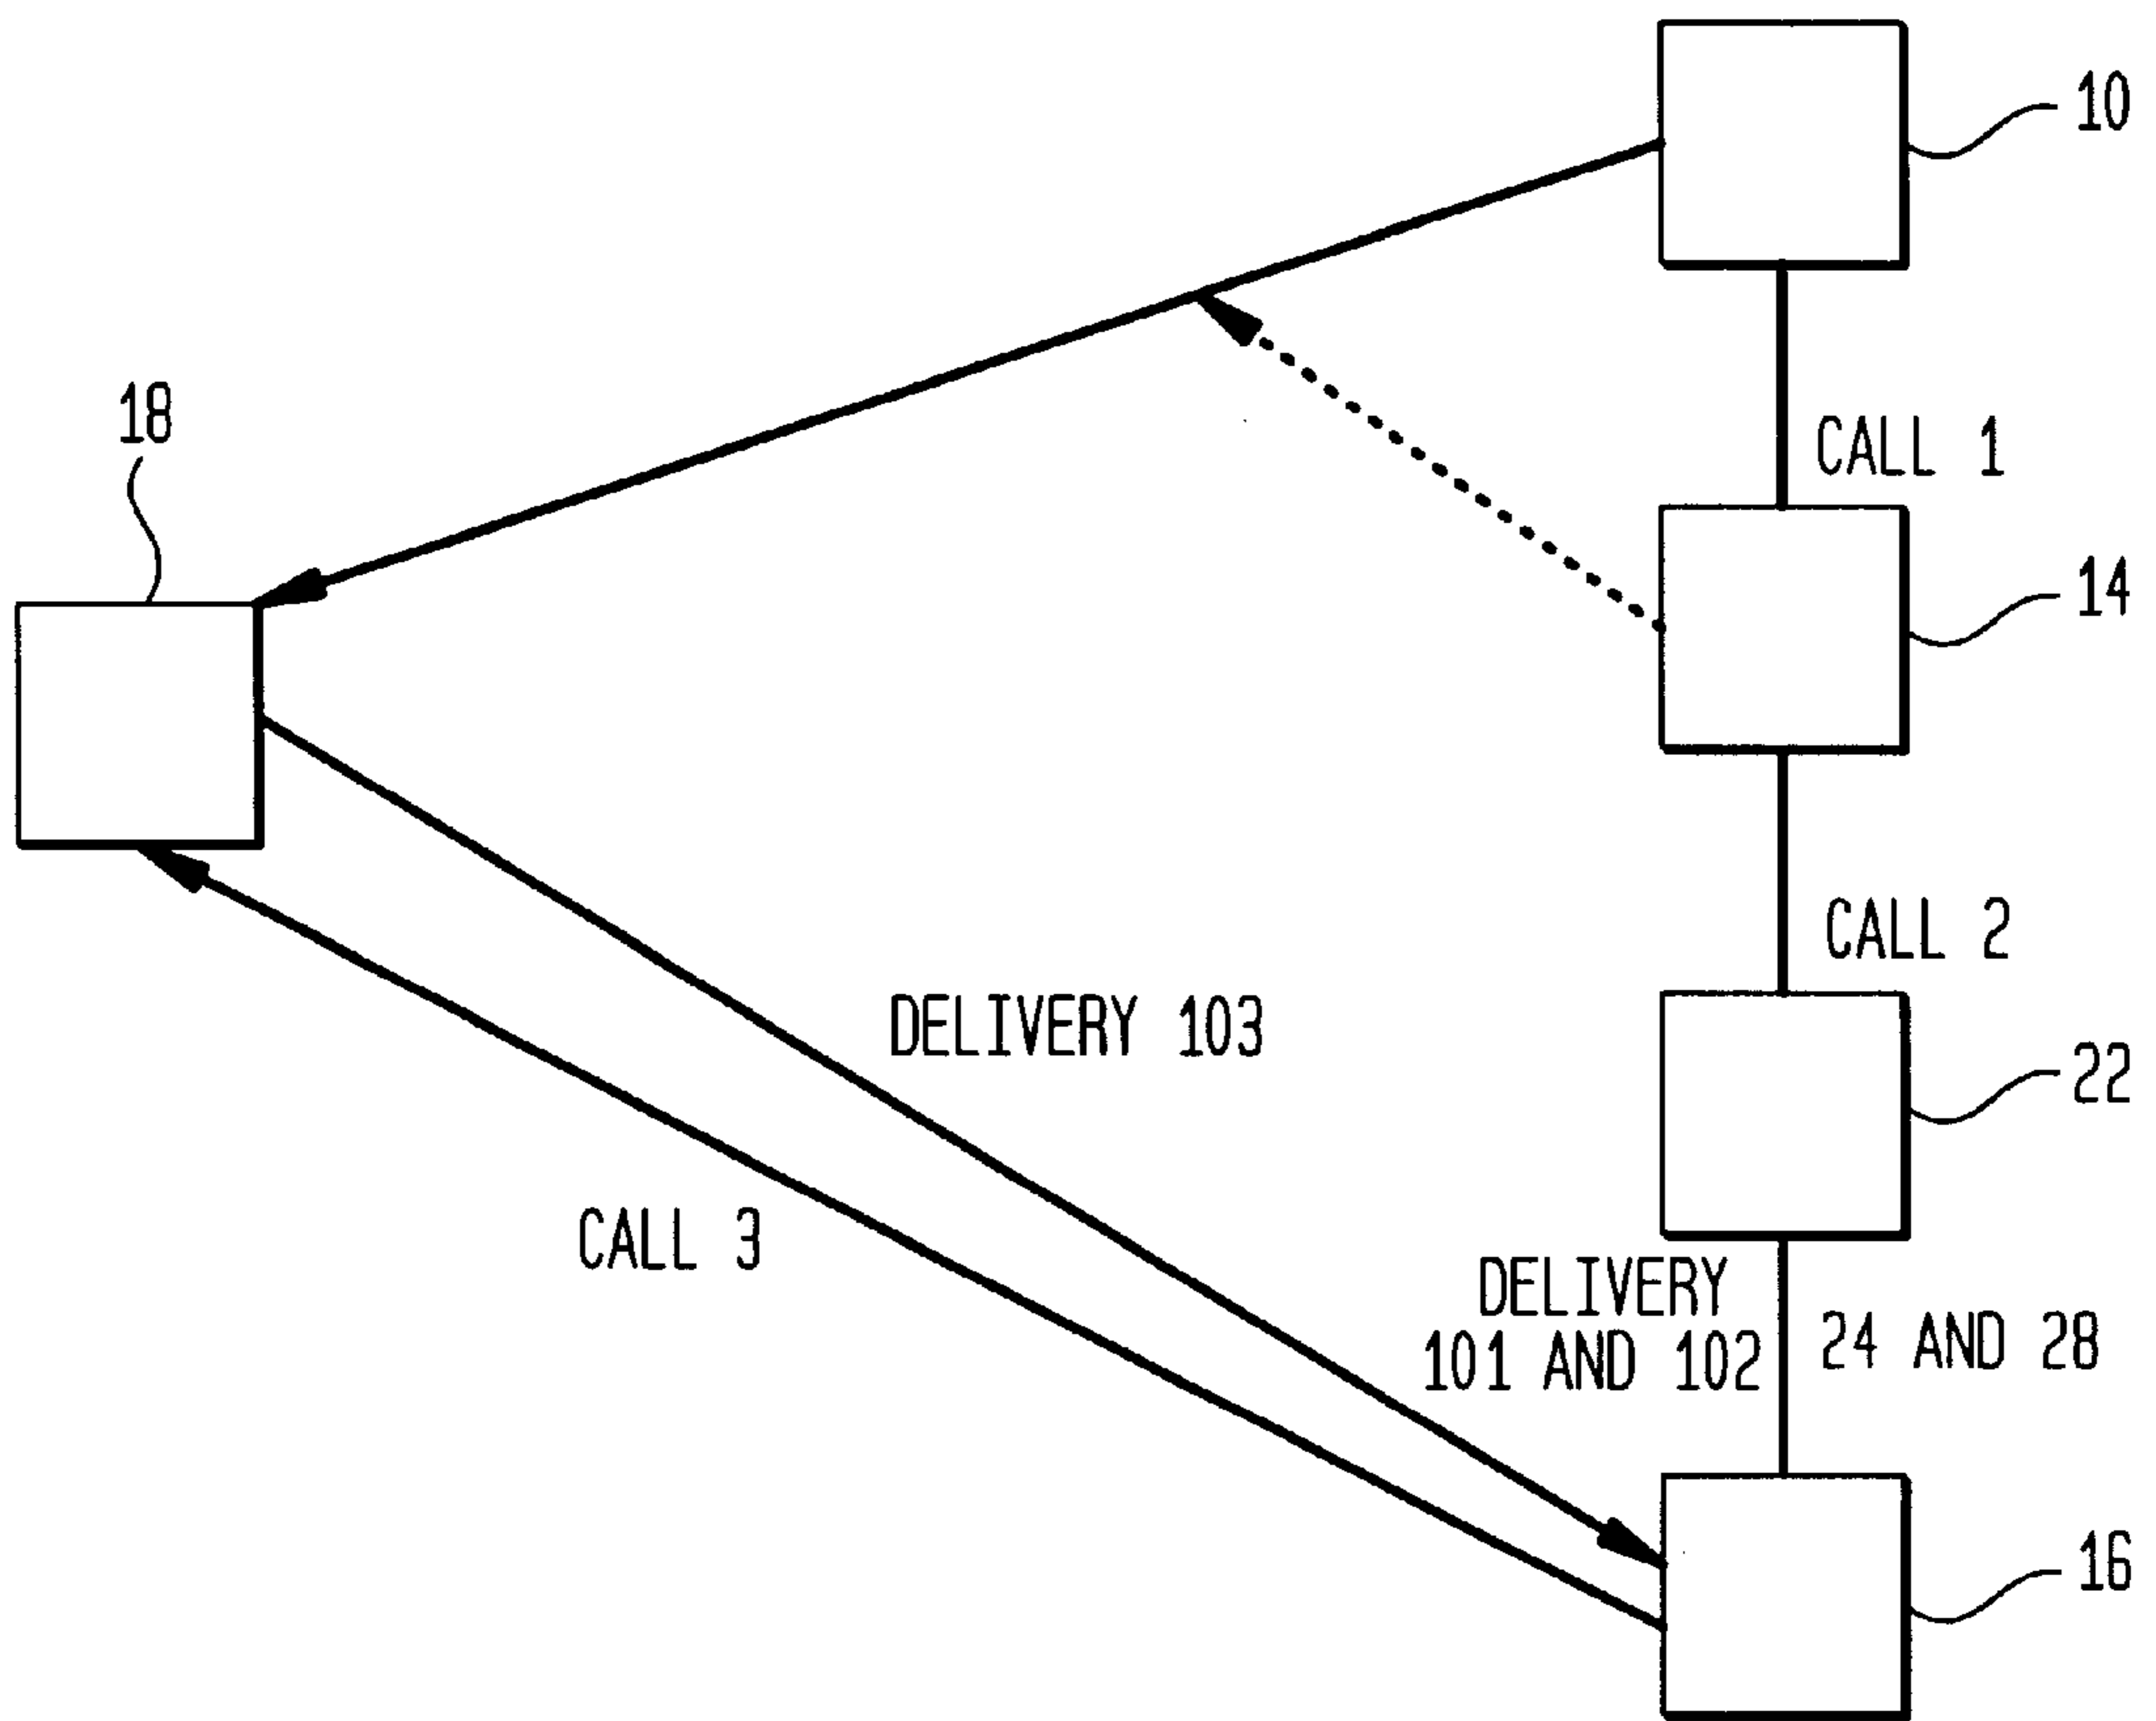 10
18
CALL 1
14
CALL 2
DELIVERY 103
22
CALL 3
DELIVERY
101 AND 102
24 AND 28
16